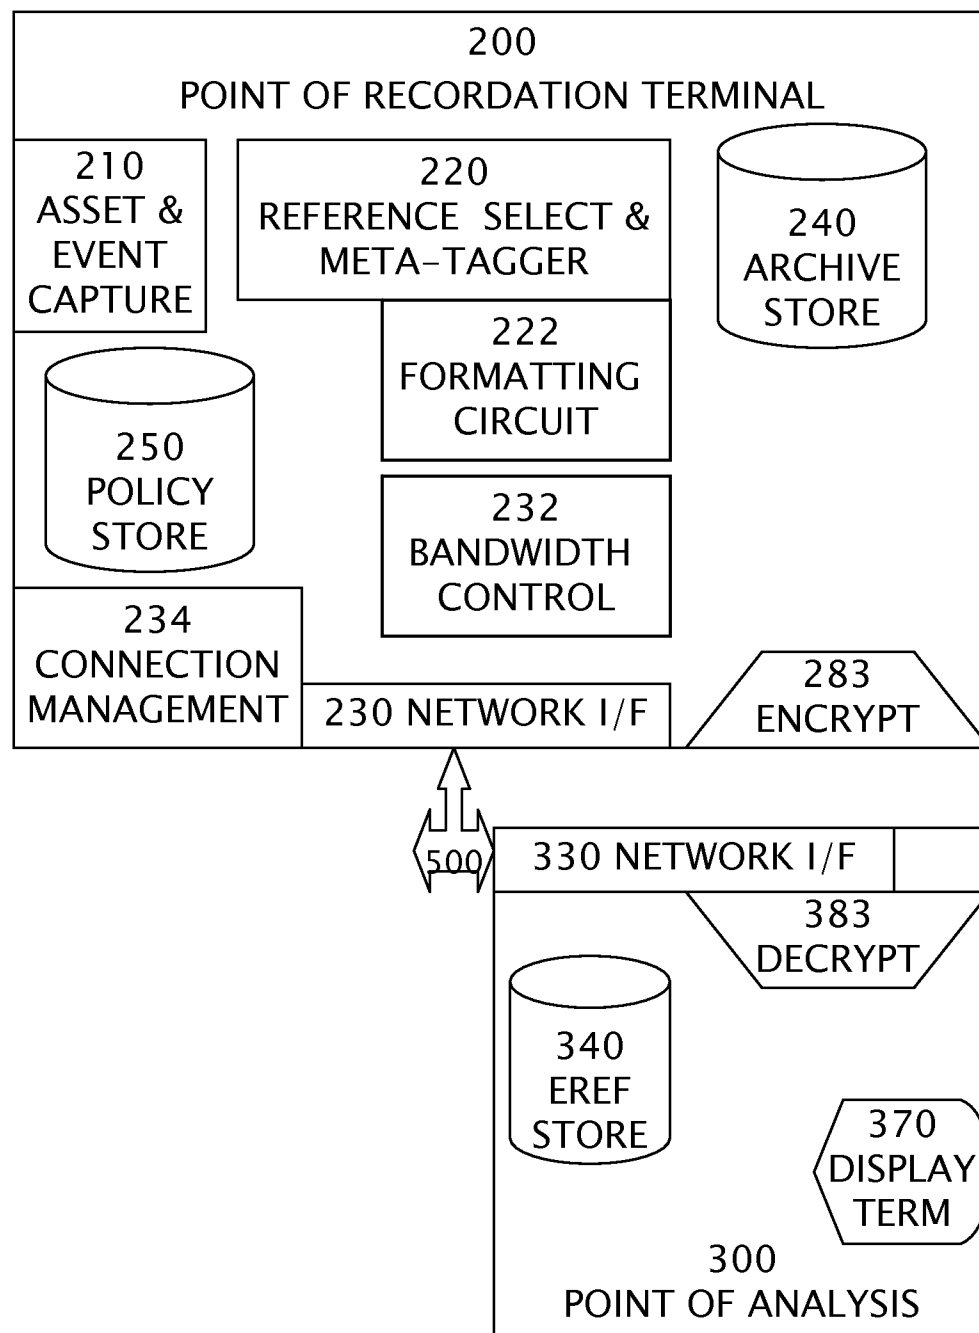 200
POINT OF RECORDATION TERMINAL
210
ASSET &
EVENT
CAPTURE
220
REFERENCE SELECT &
META-TAGGER
240
ARCHIVE
STORE
222
FORMATTING
CIRCUIT
250
POLICY
STORE
232
BANDWIDTH
CONTROL
234
CONNECTION
MANAGEMENT
230 NETWORK I/F
283
ENCRYPT
500
330 NETWORK I/F
383
DECRYPT
340
EREF
STORE
370
DISPLAY
TERM
300
POINT OF ANALYSIS